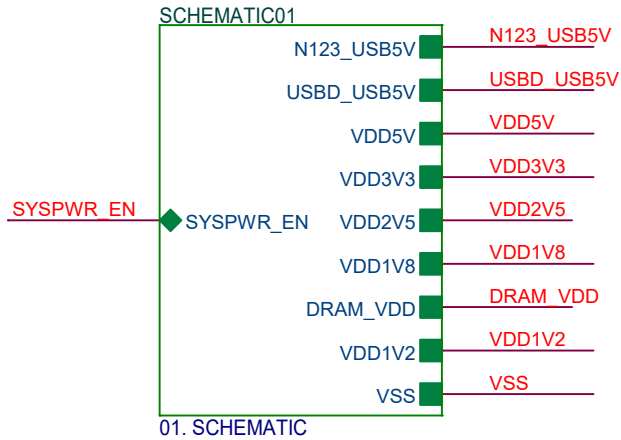 SCHEMATIC01
N123_USB5V N123_USB5V
USBD_USB5V USBD_USB5V
VDD5V VDD5V
VDD3V3 VDD3V3
SYSPWR_EN SYSPWR_EN VDD2V5 VDD2V5
VDD1V8 VDD1V8
DRAM_VDD DRAM_VDD
VDD1V2 VDD1V2
VSS VSS
01. SCHEMATIC